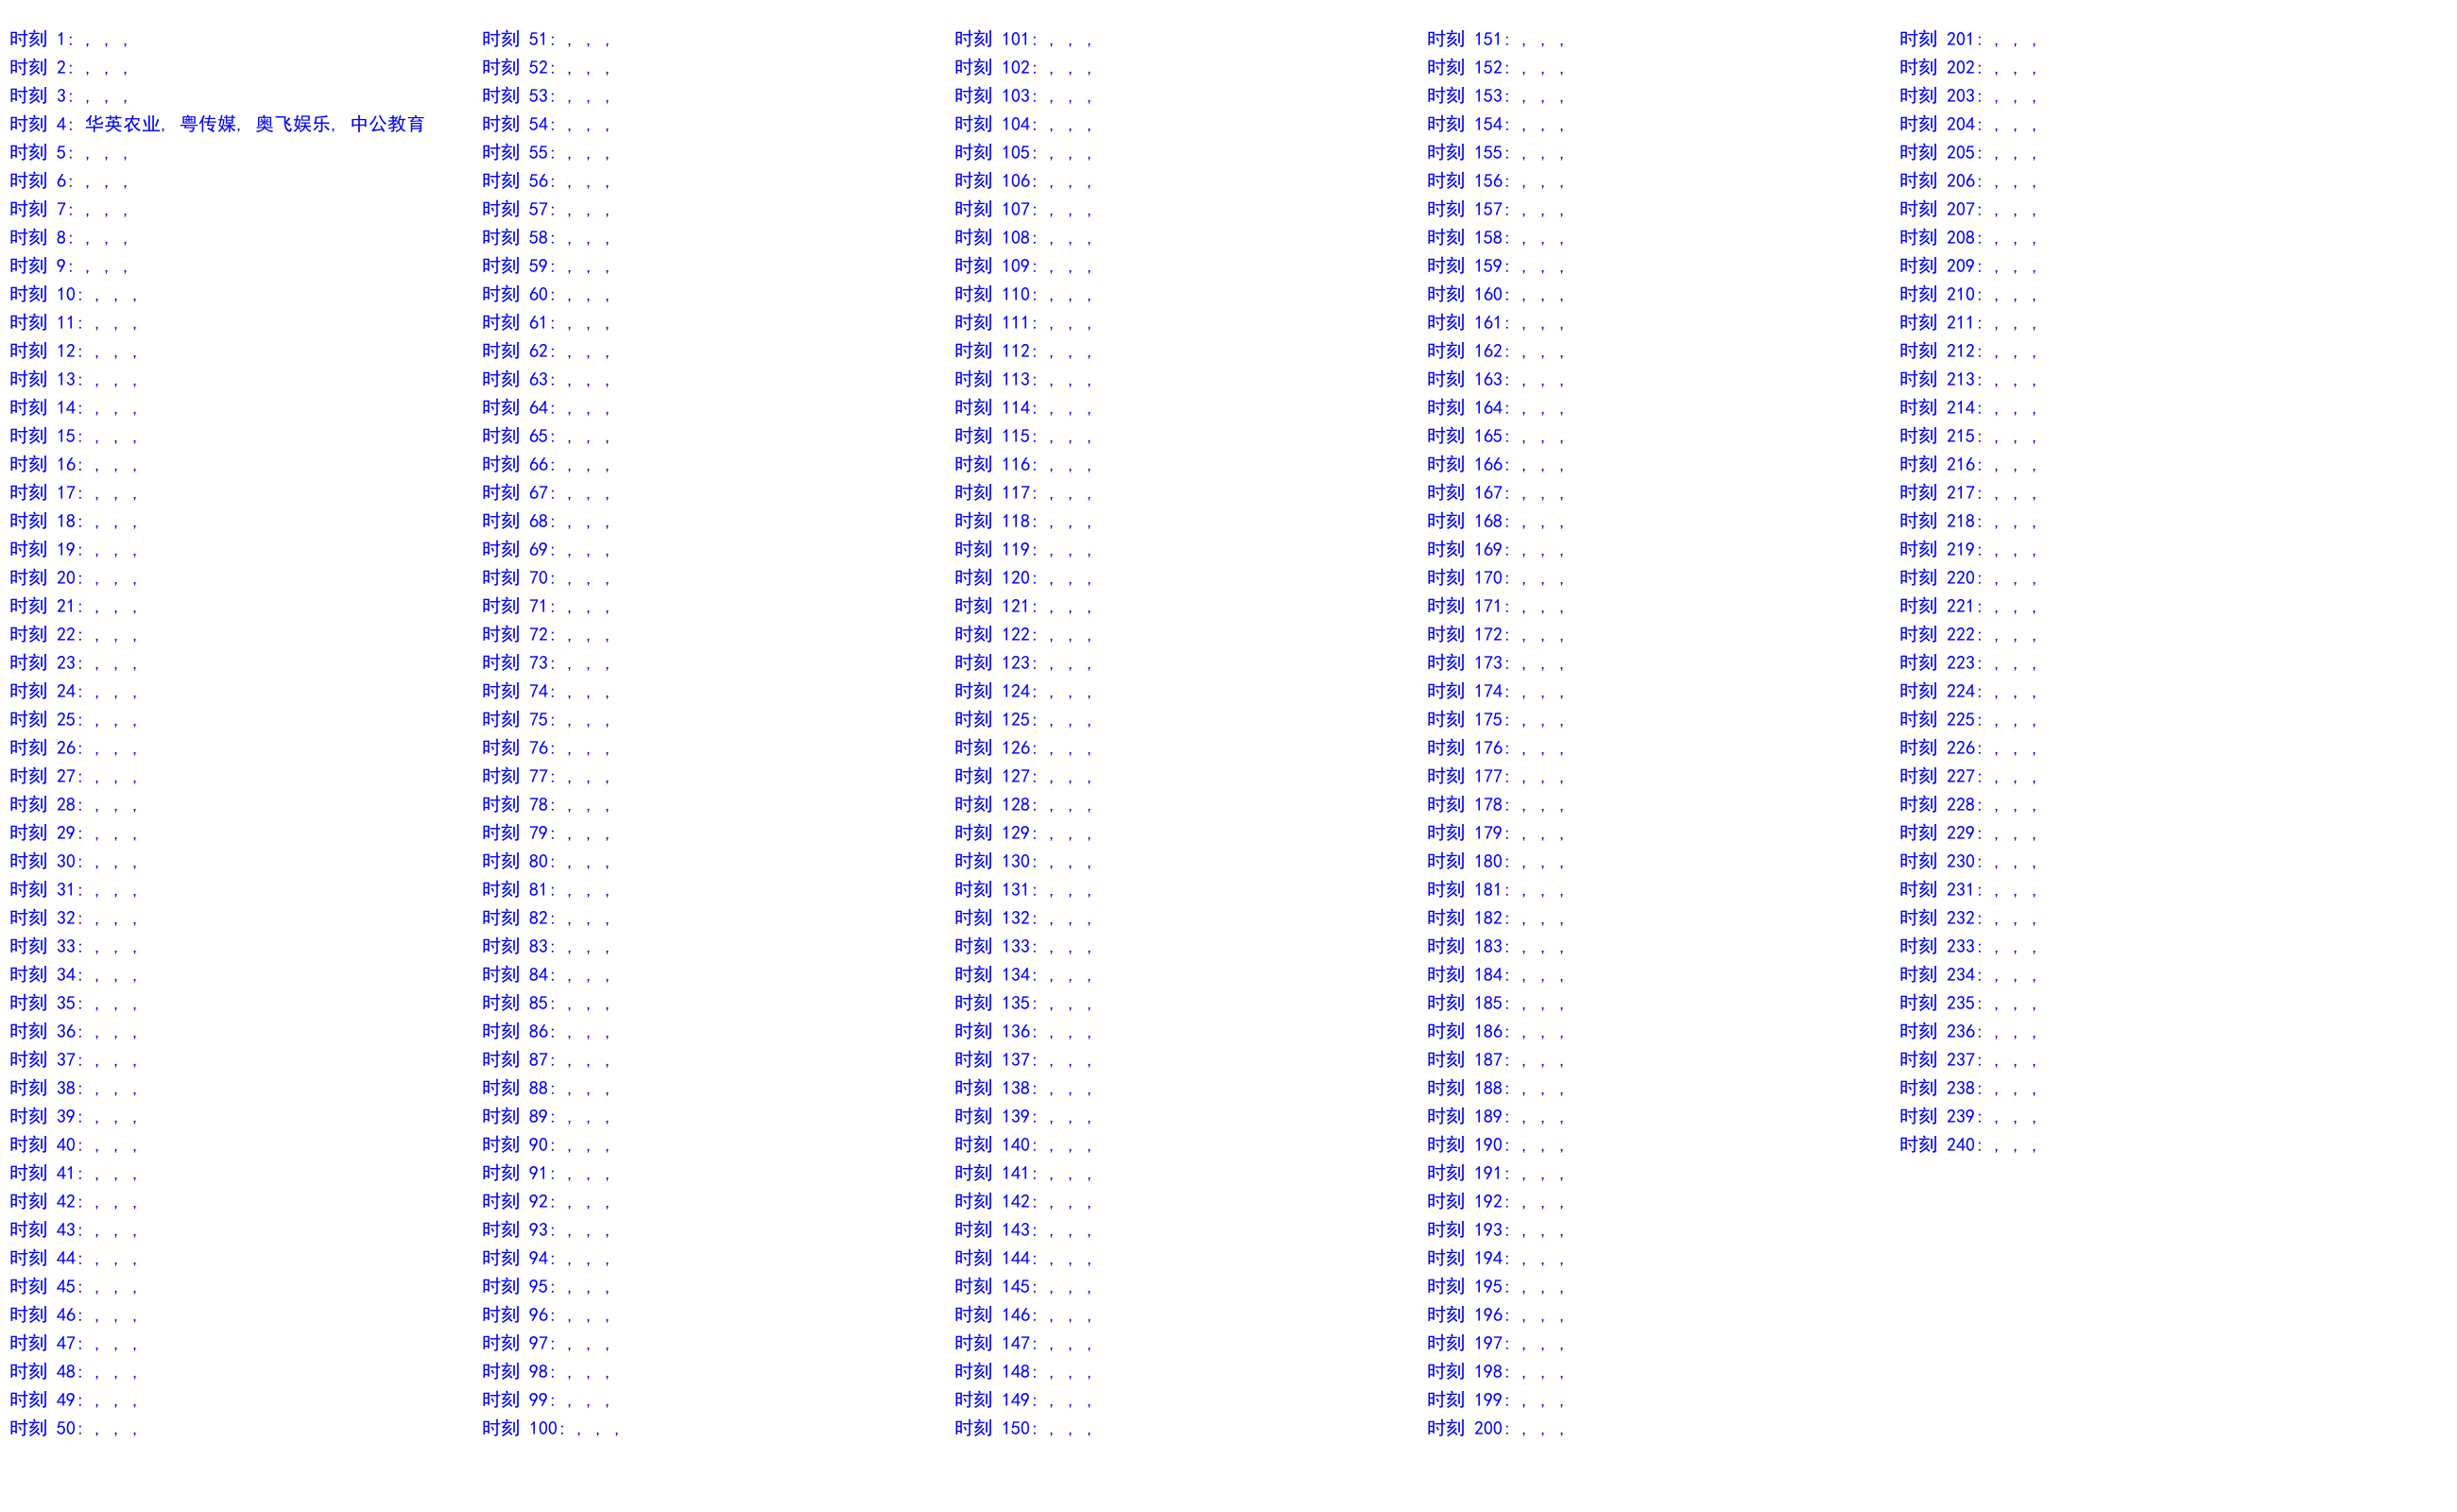 时刻 1: , , ,
时刻 2: , , ,
时刻 3: , , ,
时刻 4: 华英农业, 粤传媒, 奥飞娱乐, 中公教育
时刻 5: , , ,
时刻 6: , , ,
时刻 7: , , ,
时刻 8: , , ,
时刻 9: , , ,
时刻 10: , , ,
时刻 11: , , ,
时刻 12: , , ,
时刻 13: , , ,
时刻 14: , , ,
时刻 15: , , ,
时刻 16: , , ,
时刻 17: , , ,
时刻 18: , , ,
时刻 19: , , ,
时刻 20: , , ,
时刻 21: , , ,
时刻 22: , , ,
时刻 23: , , ,
时刻 24: , , ,
时刻 25: , , ,
时刻 26: , , ,
时刻 27: , , ,
时刻 28: , , ,
时刻 29: , , ,
时刻 30: , , ,
时刻 31: , , ,
时刻 32: , , ,
时刻 33: , , ,
时刻 34: , , ,
时刻 35: , , ,
时刻 36: , , ,
时刻 37: , , ,
时刻 38: , , ,
时刻 39: , , ,
时刻 40: , , ,
时刻 41: , , ,
时刻 42: , , ,
时刻 43: , , ,
时刻 44: , , ,
时刻 45: , , ,
时刻 46: , , ,
时刻 47: , , ,
时刻 48: , , ,
时刻 49: , , ,
时刻 50: , , ,
时刻 51: , , ,
时刻 52: , , ,
时刻 53: , , ,
时刻 54: , , ,
时刻 55: , , ,
时刻 56: , , ,
时刻 57: , , ,
时刻 58: , , ,
时刻 59: , , ,
时刻 60: , , ,
时刻 61: , , ,
时刻 62: , , ,
时刻 63: , , ,
时刻 64: , , ,
时刻 65: , , ,
时刻 66: , , ,
时刻 67: , , ,
时刻 68: , , ,
时刻 69: , , ,
时刻 70: , , ,
时刻 71: , , ,
时刻 72: , , ,
时刻 73: , , ,
时刻 74: , , ,
时刻 75: , , ,
时刻 76: , , ,
时刻 77: , , ,
时刻 78: , , ,
时刻 79: , , ,
时刻 80: , , ,
时刻 81: , , ,
时刻 82: , , ,
时刻 83: , , ,
时刻 84: , , ,
时刻 85: , , ,
时刻 86: , , ,
时刻 87: , , ,
时刻 88: , , ,
时刻 89: , , ,
时刻 90: , , ,
时刻 91: , , ,
时刻 92: , , ,
时刻 93: , , ,
时刻 94: , , ,
时刻 95: , , ,
时刻 96: , , ,
时刻 97: , , ,
时刻 98: , , ,
时刻 99: , , ,
时刻 100: , , ,
时刻 101: , , ,
时刻 102: , , ,
时刻 103: , , ,
时刻 104: , , ,
时刻 105: , , ,
时刻 106: , , ,
时刻 107: , , ,
时刻 108: , , ,
时刻 109: , , ,
时刻 110: , , ,
时刻 111: , , ,
时刻 112: , , ,
时刻 113: , , ,
时刻 114: , , ,
时刻 115: , , ,
时刻 116: , , ,
时刻 117: , , ,
时刻 118: , , ,
时刻 119: , , ,
时刻 120: , , ,
时刻 121: , , ,
时刻 122: , , ,
时刻 123: , , ,
时刻 124: , , ,
时刻 125: , , ,
时刻 126: , , ,
时刻 127: , , ,
时刻 128: , , ,
时刻 129: , , ,
时刻 130: , , ,
时刻 131: , , ,
时刻 132: , , ,
时刻 133: , , ,
时刻 134: , , ,
时刻 135: , , ,
时刻 136: , , ,
时刻 137: , , ,
时刻 138: , , ,
时刻 139: , , ,
时刻 140: , , ,
时刻 141: , , ,
时刻 142: , , ,
时刻 143: , , ,
时刻 144: , , ,
时刻 145: , , ,
时刻 146: , , ,
时刻 147: , , ,
时刻 148: , , ,
时刻 149: , , ,
时刻 150: , , ,
时刻 151: , , ,
时刻 152: , , ,
时刻 153: , , ,
时刻 154: , , ,
时刻 155: , , ,
时刻 156: , , ,
时刻 157: , , ,
时刻 158: , , ,
时刻 159: , , ,
时刻 160: , , ,
时刻 161: , , ,
时刻 162: , , ,
时刻 163: , , ,
时刻 164: , , ,
时刻 165: , , ,
时刻 166: , , ,
时刻 167: , , ,
时刻 168: , , ,
时刻 169: , , ,
时刻 170: , , ,
时刻 171: , , ,
时刻 172: , , ,
时刻 173: , , ,
时刻 174: , , ,
时刻 175: , , ,
时刻 176: , , ,
时刻 177: , , ,
时刻 178: , , ,
时刻 179: , , ,
时刻 180: , , ,
时刻 181: , , ,
时刻 182: , , ,
时刻 183: , , ,
时刻 184: , , ,
时刻 185: , , ,
时刻 186: , , ,
时刻 187: , , ,
时刻 188: , , ,
时刻 189: , , ,
时刻 190: , , ,
时刻 191: , , ,
时刻 192: , , ,
时刻 193: , , ,
时刻 194: , , ,
时刻 195: , , ,
时刻 196: , , ,
时刻 197: , , ,
时刻 198: , , ,
时刻 199: , , ,
时刻 200: , , ,
时刻 201: , , ,
时刻 202: , , ,
时刻 203: , , ,
时刻 204: , , ,
时刻 205: , , ,
时刻 206: , , ,
时刻 207: , , ,
时刻 208: , , ,
时刻 209: , , ,
时刻 210: , , ,
时刻 211: , , ,
时刻 212: , , ,
时刻 213: , , ,
时刻 214: , , ,
时刻 215: , , ,
时刻 216: , , ,
时刻 217: , , ,
时刻 218: , , ,
时刻 219: , , ,
时刻 220: , , ,
时刻 221: , , ,
时刻 222: , , ,
时刻 223: , , ,
时刻 224: , , ,
时刻 225: , , ,
时刻 226: , , ,
时刻 227: , , ,
时刻 228: , , ,
时刻 229: , , ,
时刻 230: , , ,
时刻 231: , , ,
时刻 232: , , ,
时刻 233: , , ,
时刻 234: , , ,
时刻 235: , , ,
时刻 236: , , ,
时刻 237: , , ,
时刻 238: , , ,
时刻 239: , , ,
时刻 240: , , ,